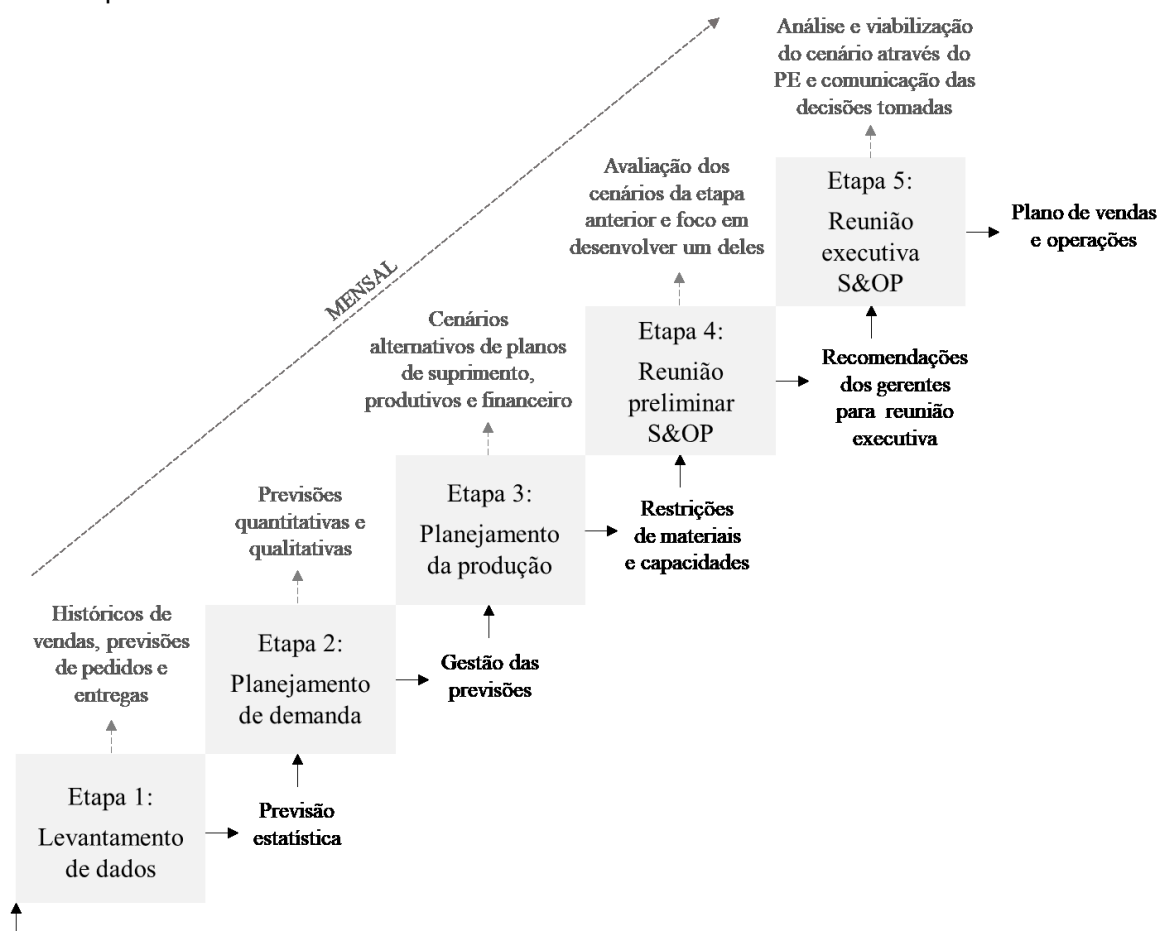 Análise e viabilização
do cenário através do
PE e comunicação das
decisões tomadas
Avaliação dos
cenários da etapa
anterior e foco em
desenvolver um deles
Etapa 5:
Reunião
executiva
S&OP
Plano de vendas
e operações
MENSAL
Cenários
alternativos de planos
de suprimento,
produtivos e financeiro
Etapa 4:
Reunião
preliminar
S&OP
Recomendações
dos gerentes
para reunião
executiva
Previsões
quantitativas e
qualitativas
Etapa 3:
Planejamento
da produção
Restrições
de materiais
e capacidades
Históricos de
vendas, previsões
de pedidos e
entregas
Etapa 2:
Planejamento
de demanda
Gestão das
previsões
Etapa 1:
Levantamento
de dados
Previsão
estatística